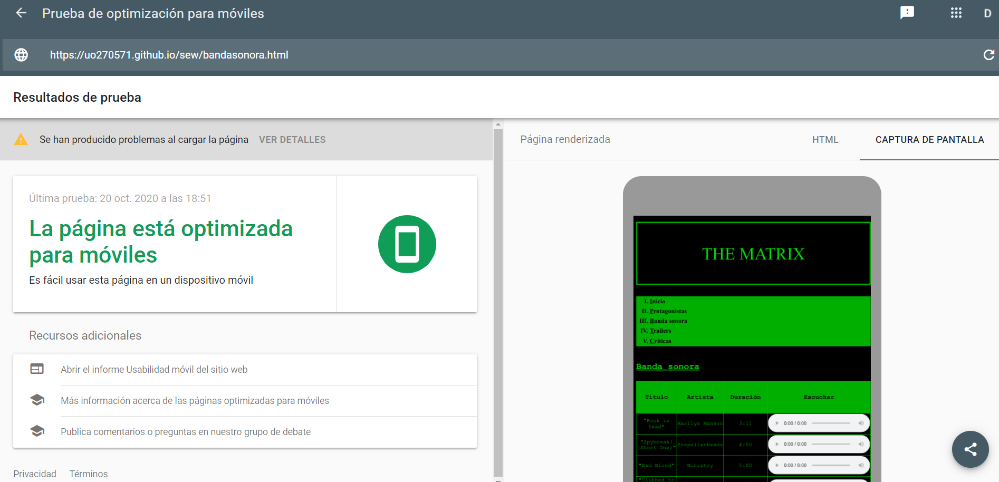 Prueba de optimización para móviles
D
https://uo270571.github.io/sew/bandasonora.html
Resultados de prueba
Se han producido problemas al cargar la página VER DETALLES
Última prueba: 20 oct. 2020 a las 18:51
La página está optimizada
para móviles
Es fácil usar esta página en un dispositivo móvil
Recursos adicionales
Abrir el informe Usabilidad móvil del sitio web
Más información acerca de las páginas optimizadas para móviles
Publica comentarios o preguntas en nuestro grupo de debate
Privacidad Términos
Página renderizada HTML CAPTURA DE PANTALLA
THE MATRIX
I. Inicio
II. Protagonistas
III. Banda sonora
IV. Trailers
V. Críticas
Banda sonora
Título Artista Duración Escuchar
"Rock is
Dead" Marilyn Manson 3:11 0:00 / 0:00
"Spybreak!
(Short One)" Propellerheads 4:00 0:00 / 0:00
"Bad Blood" Ministry 5:00 0:00 / 0:00
"Clubbed to